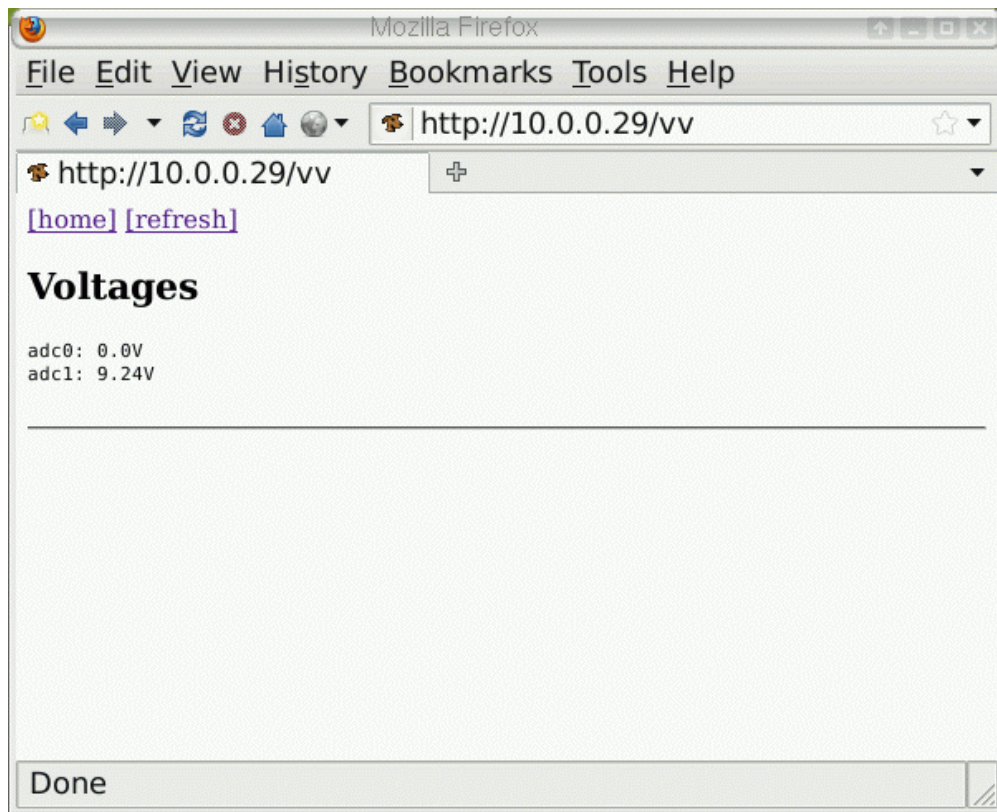 Mozilla Firefox
File Edit View History Bookmarks Tools Help
http://10.0.0.29/vv
http://10.0.0.29/vv
[home] [refresh]
Voltages
adc0: 0.0V
adc1: 9.24V
Done